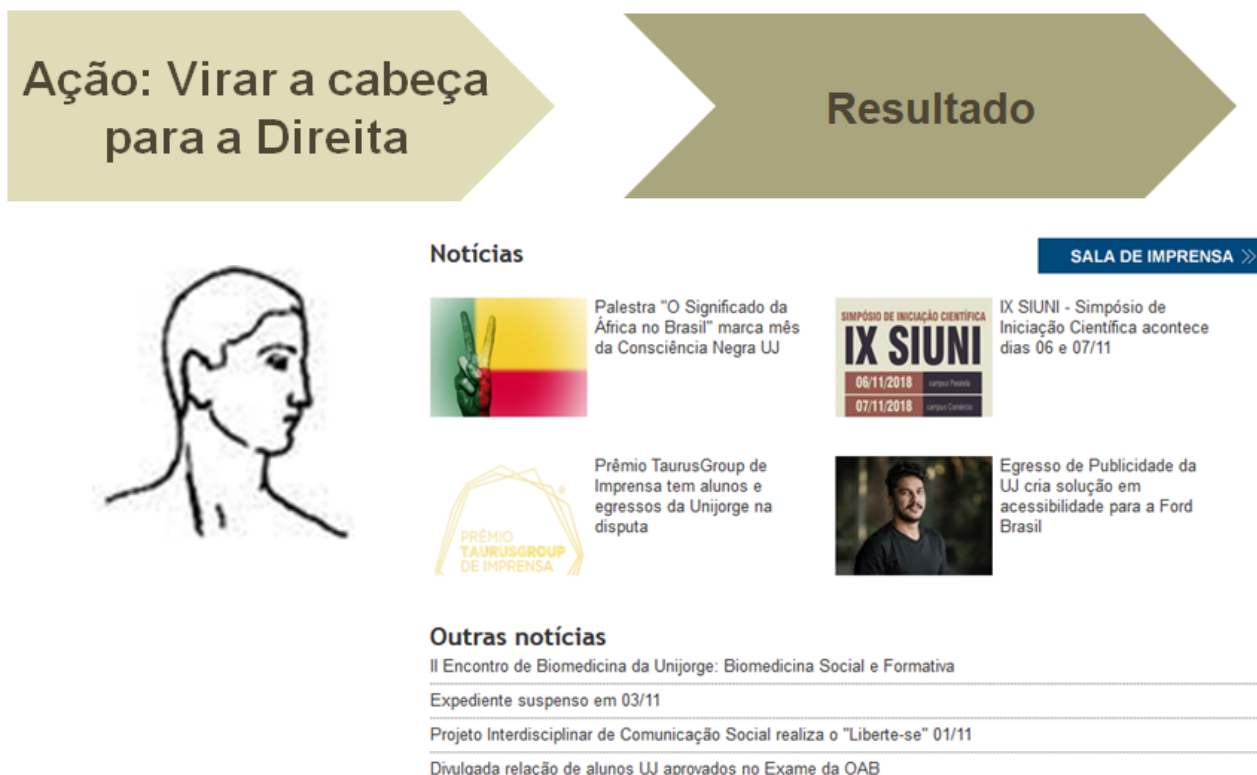 Ação: Virar a cabeça
para a Direita
Resultado
Notícias
SALA DE IMPRENSA
Palestra "O Significado da
África no Brasil" marca mês
da Consciência Negra UJ
SIMPÓSIO DE INICIAÇÃO CIENTÍFICA
IX SIUNI
06/11/2018 campus Paralela
07/11/2018 campus Comércio
IX SIUNI - Simpósio de
Iniciação Científica acontece
dias 06 e 07/11
PRÊMIO
TAURUSGROUP
DE IMPRENSA
Prêmio TaurusGroup de
Imprensa tem alunos e
egressos da Unijorge na
disputa
Egresso de Publicidade da
UJ cria solução em
acessibilidade para a Ford
Brasil
Outras notícias
II Encontro de Biomedicina da Unijorge: Biomedicina Social e Formativa
Expediente suspenso em 03/11
Projeto Interdisciplinar de Comunicação Social realiza o "Liberte-se" 01/11
Divulgada relação de alunos UJ aprovados no Exame da OAB